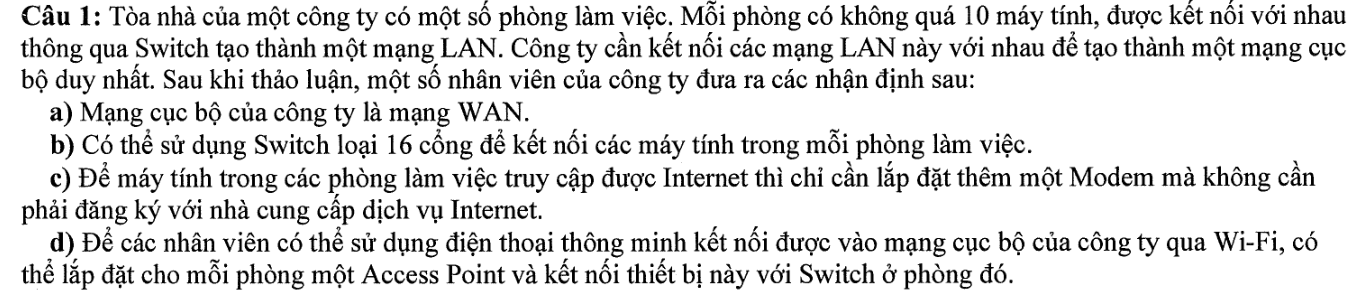 Câu 1: Tòa nhà của một công ty có một số phòng làm việc. Mỗi phòng có không quá 10 máy tính, được kết nối với nhau
thông qua Switch tạo thành một mạng LAN. Công ty cần kết nối các mạng LAN này với nhau để tạo thành một mạng cục
bộ duy nhất. Sau khi thảo luận, một số nhân viên của công ty đưa ra các nhận định sau:
a) Mạng cục bộ của công ty là mạng WAN.
b) Có thể sử dụng Switch loại 16 cổng để kết nối các máy tính trong mỗi phòng làm việc.
c) Để máy tính trong các phòng làm việc truy cập được Internet thì chỉ cần lắp đặt thêm một Modem mà không cần
phải đăng ký với nhà cung cấp dịch vụ Internet.
d) Để các nhân viên có thể sử dụng điện thoại thông minh kết nối được vào mạng cục bộ của công ty qua Wi-Fi, có
thể lắp đặt cho mỗi phòng một Access Point và kết nối thiết bị này với Switch ở phòng đó.